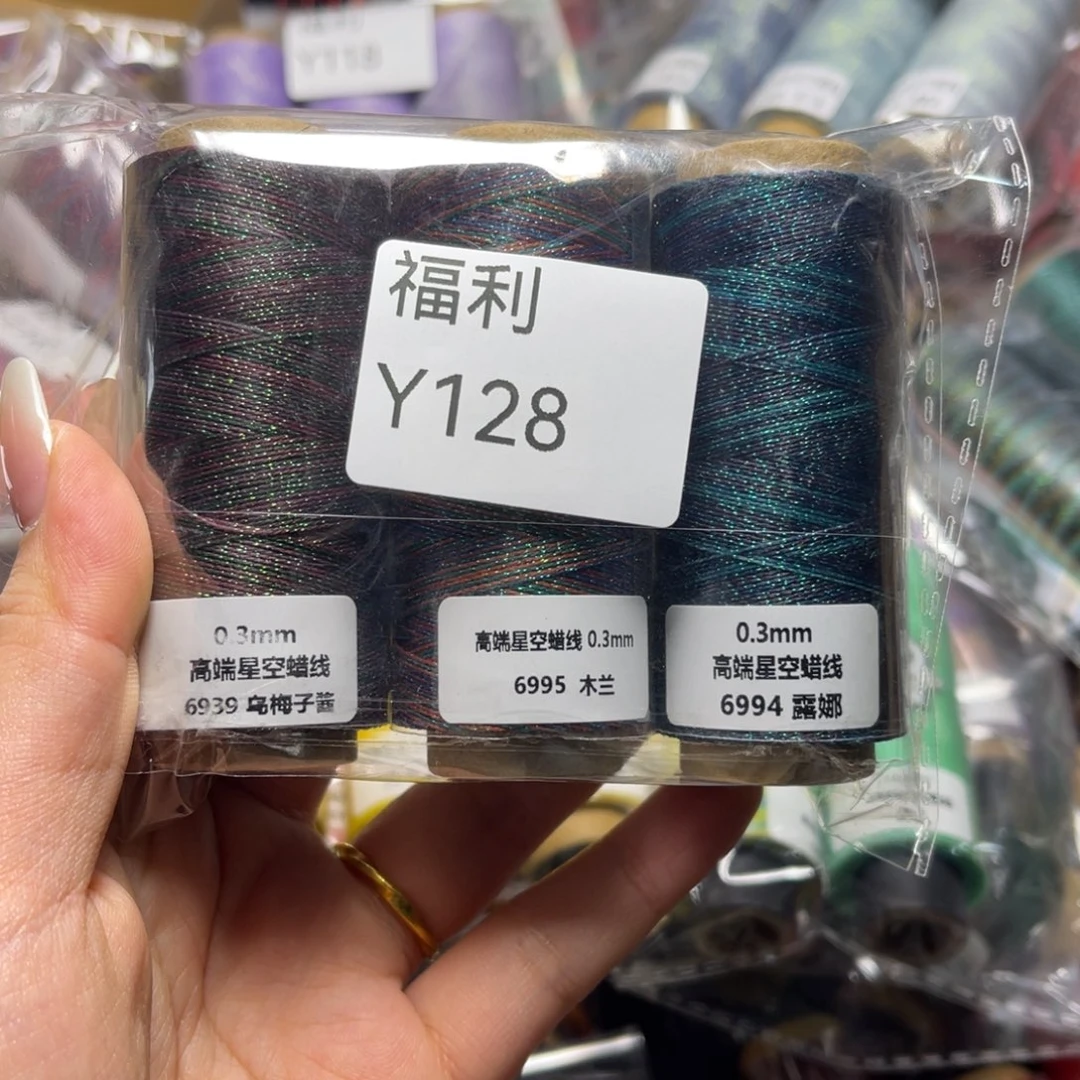 福利
Y118
福利
Y128
0.3mm
高端星空蜡线
6939 乌梅子酱
高端星空蜡线 0.3mm
6995 木兰
0.3mm
高端星空蜡线
6994 露娜